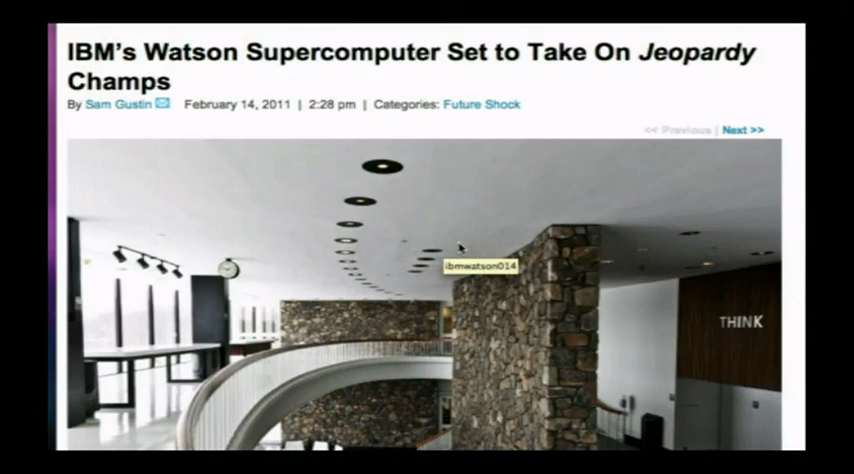 IBM's Watson Supercomputer Set to Take On Jeopardy
Champs
By Sam Gustin February 14, 2011 | 2:28 pm | Categories: Future Shock
<< Previous | Next >>
ibmwatson014
THINK